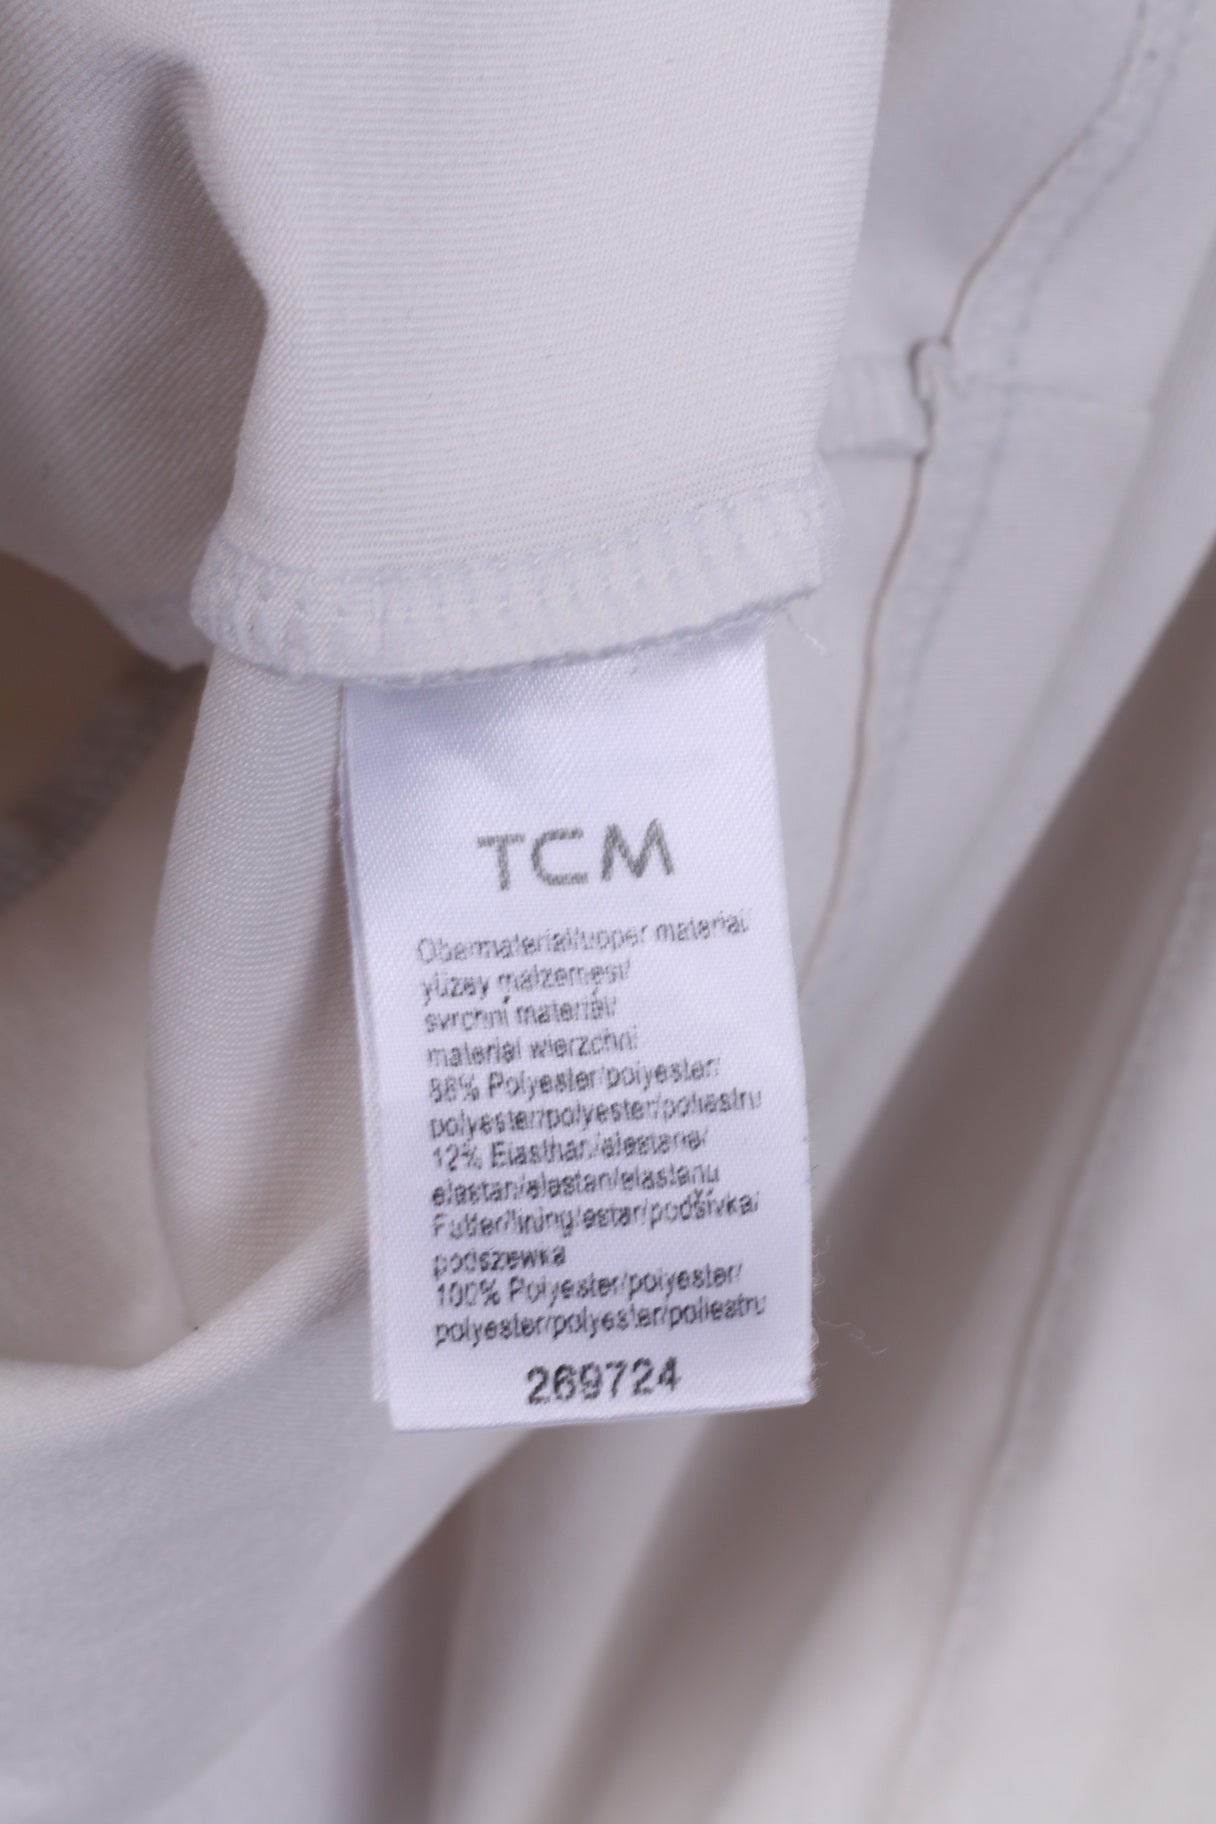 TCM
Obermaterial/upper material/
yüzey malzemesi/
svrchní materiál/
materiał wierzchni
88% Polyester/polyester/
polyester/polyester/poliestru
12% Elasthan/elastane/
elastan/elastan/elastanu
Futter/lining/astar/podšívka/
podszewka
100% Polyester/polyester/
polyester/polyester/poliestru
269724